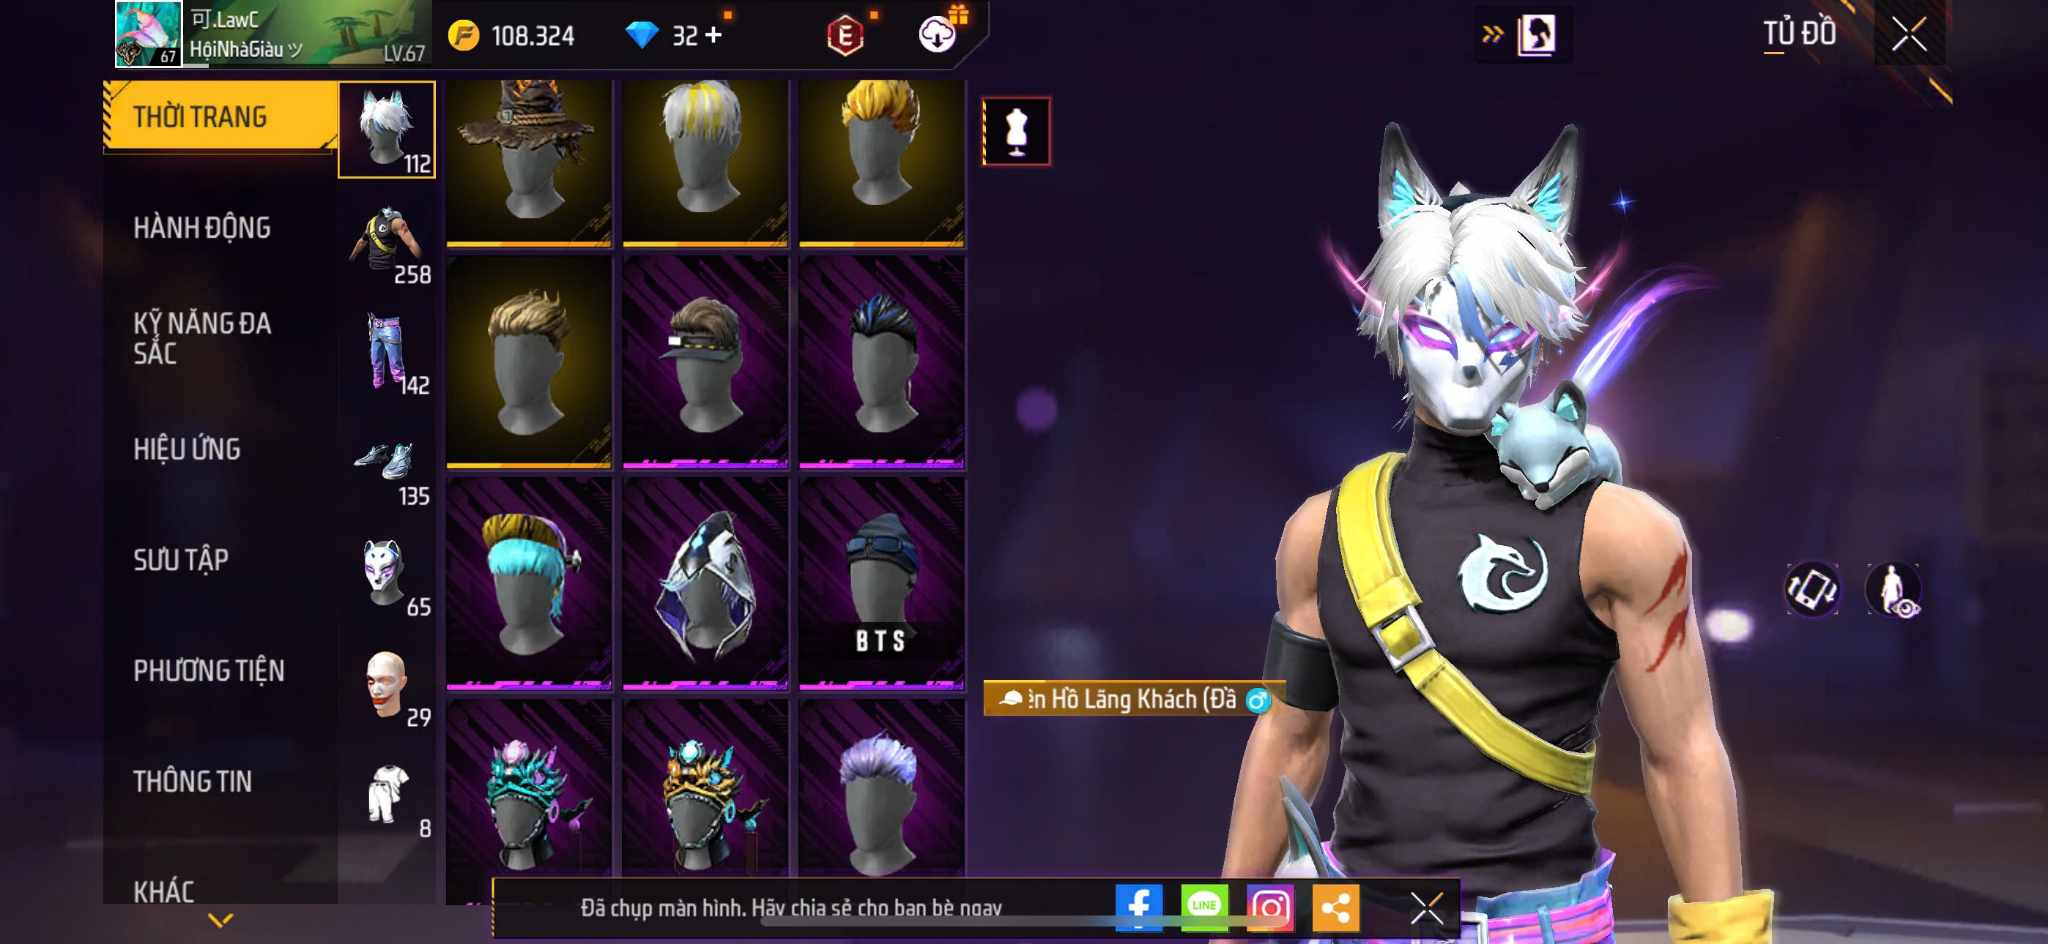 可.LawC
HộiNhàGiàu ツ
67
LV.67
108.324
32 +
E
TỦ ĐỒ
THỜI TRANG
HÀNH ĐỘNG
KỸ NĂNG ĐA
SẮC
HIỆU ỨNG
SƯU TẬP
PHƯƠNG TIỆN
THÔNG TIN
KHÁC
112
258
142
135
65
29
8
BTS
Hồ Lãng Khách (Đầ
Đã chụp màn hình. Hãy chia sẻ cho bạn bè ngay
LINE